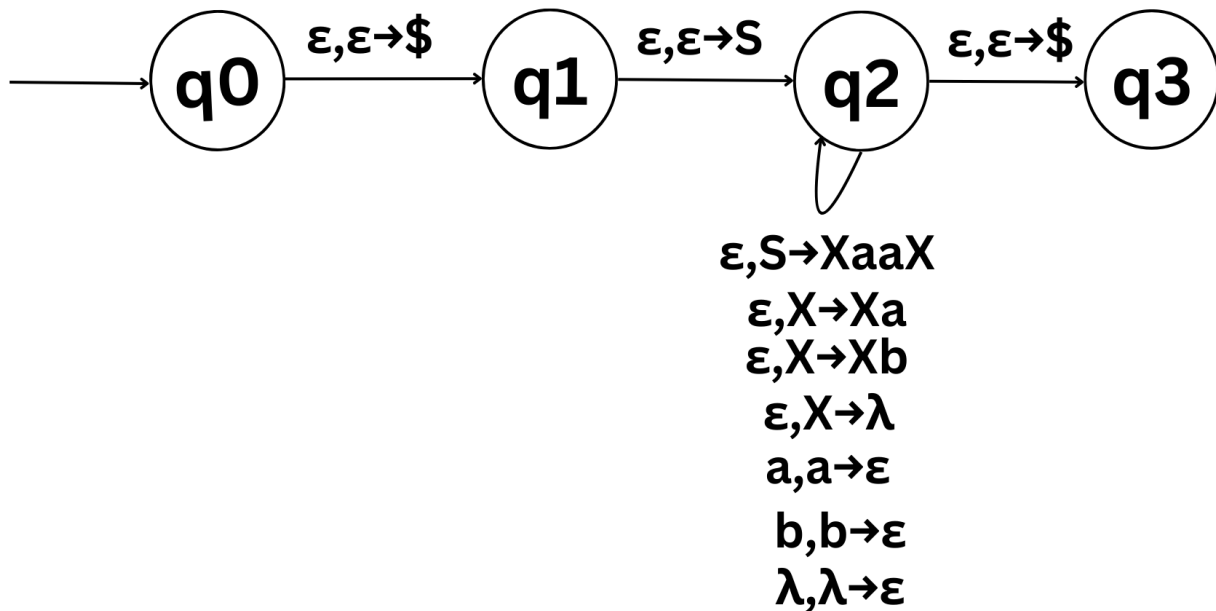 ε,ε→$ ε,ε→S ε,ε→$
q0 q1 q2 q3
ε,S→XaaX
ε,X→Xa
ε,X→Xb
ε,X→λ
a,a→ε
b,b→ε
λ,λ→ε